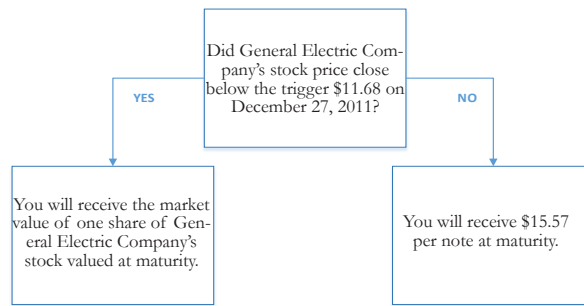 Did General Electric Com-
pany's stock price close
below the trigger $11.68 on
December 27, 2011?
YES
NO
You will receive the market
value of one share of Gen-
eral Electric Company's
stock valued at maturity.
You will receive $15.57
per note at maturity.